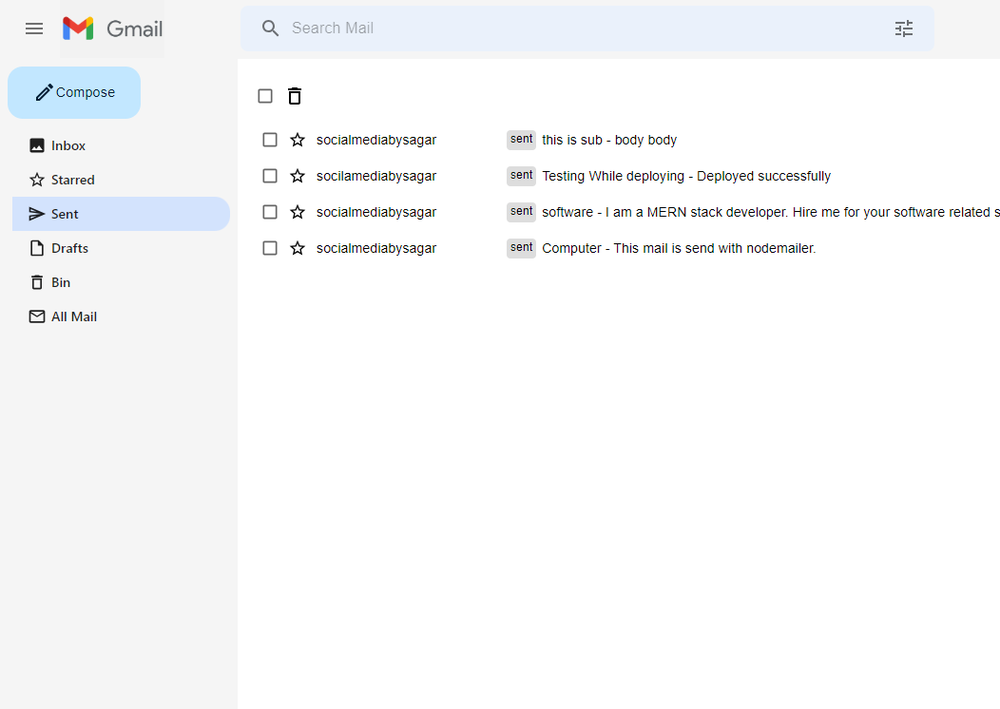 Gmail
Search Mail
Compose
Inbox
Starred
Sent
Drafts
Bin
All Mail
socialmediabysagar sent this is sub - body body
socilamediabysagar sent Testing While deploying - Deployed successfully
socialmediabysagar sent software - I am a MERN stack developer. Hire me for your software related s
socialmediabysagar sent Computer - This mail is send with nodemailer.